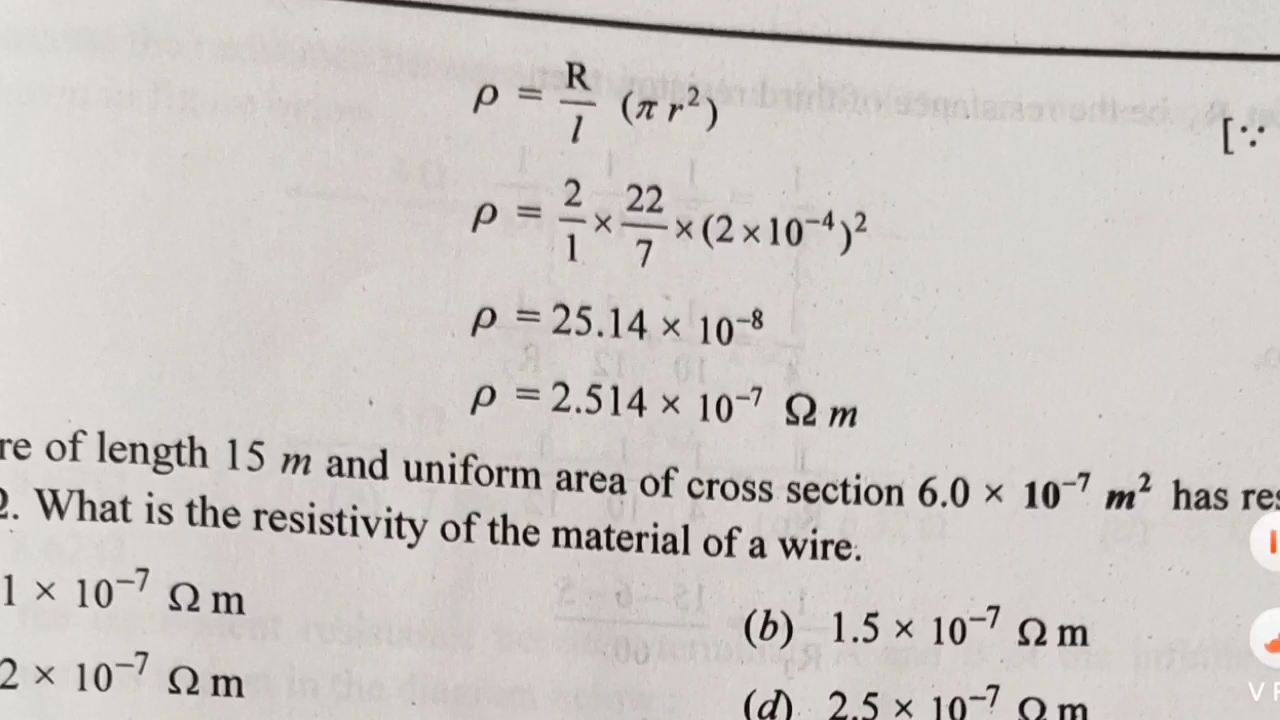 ρ = R/l (π r²) [∵
ρ = 2/1 × 22/7 × (2 × 10⁻⁴)²
ρ = 25.14 × 10⁻⁸
ρ = 2.514 × 10⁻⁷ Ω m
re of length 15 m and uniform area of cross section 6.0 × 10⁻⁷ m² has res
. What is the resistivity of the material of a wire.
1 × 10⁻⁷ Ω m (b) 1.5 × 10⁻⁷ Ω m
2 × 10⁻⁷ Ω m (d) 2.5 × 10⁻⁷ Ω m